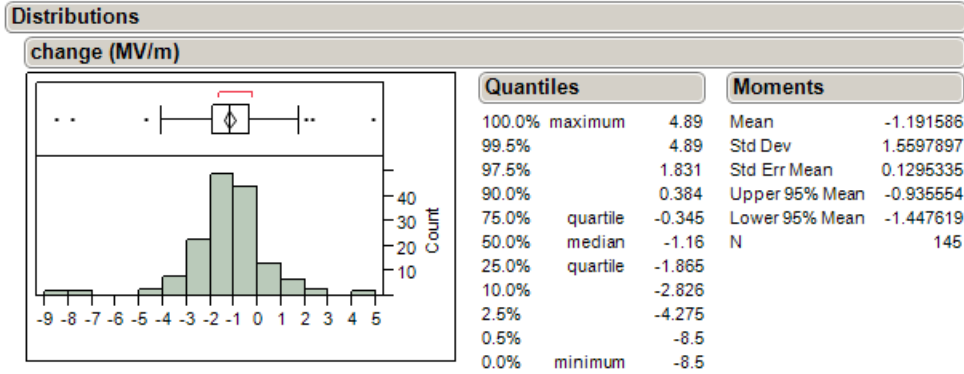 Distributions
change (MV/m)
40
30
20
10
Count
-9 -8 -7 -6 -5 -4 -3 -2 -1 0 1 2 3 4 5
Quantiles
100.0% maximum 4.89
99.5% 4.89
97.5% 1.831
90.0% 0.384
75.0% quartile -0.345
50.0% median -1.16
25.0% quartile -1.865
10.0% -2.826
2.5% -4.275
0.5% -8.5
0.0% minimum -8.5
Moments
Mean -1.191586
Std Dev 1.5597897
Std Err Mean 0.1295335
Upper 95% Mean -0.935554
Lower 95% Mean -1.447619
N 145